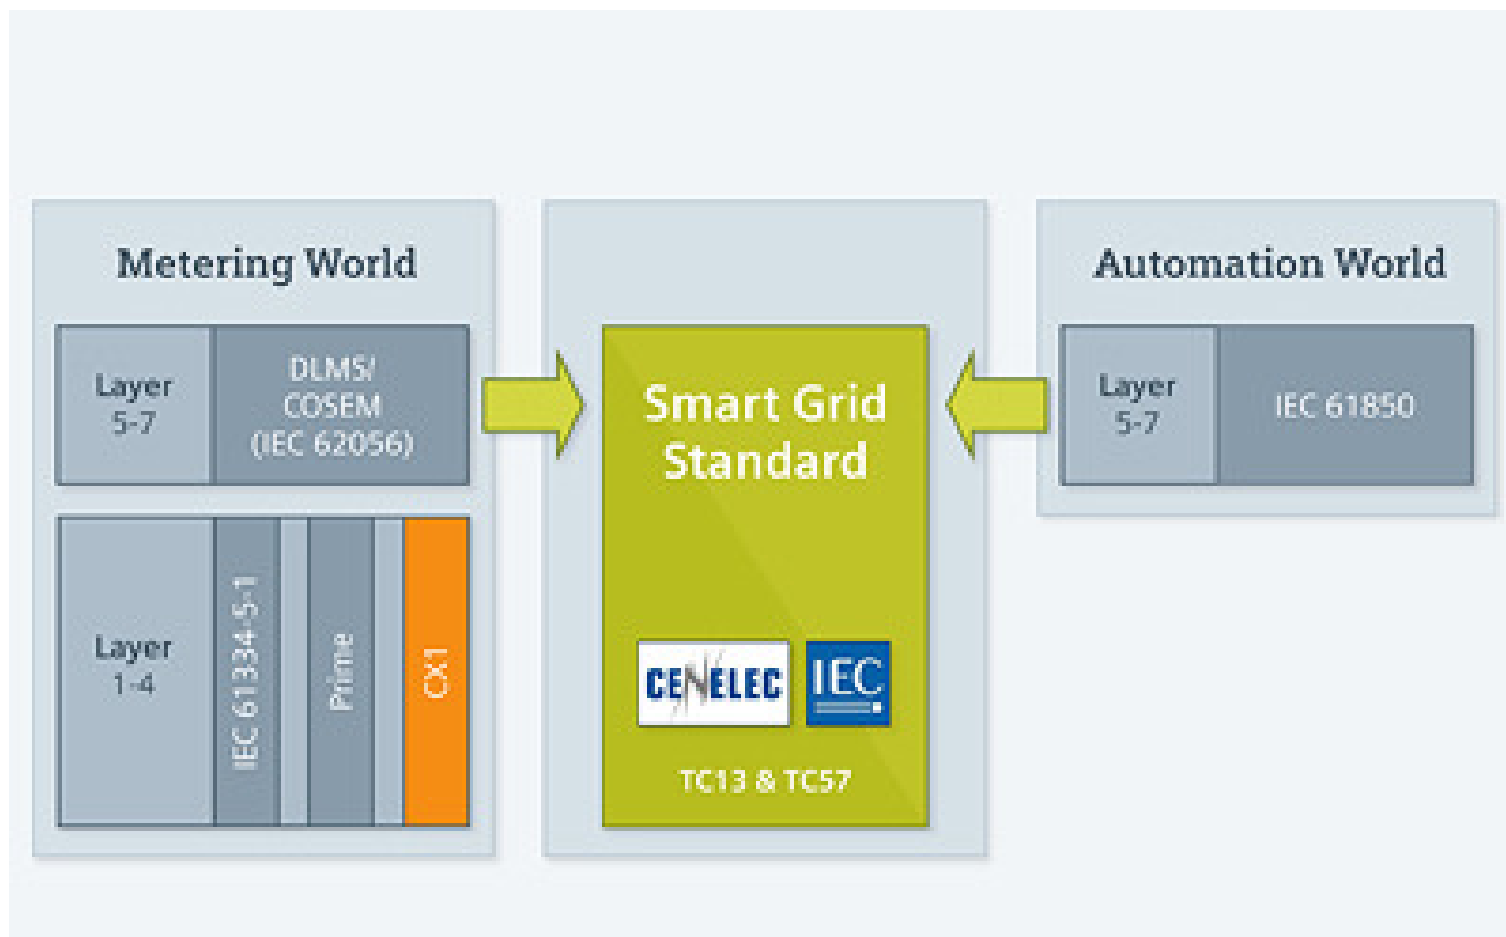 Metering World
Layer
5-7
DLMS/
COSEM
(IEC 62056)
Layer
1-4
IEC 61334-5-1
Prime
CX1
Smart Grid
Standard
CENELEC
IEC
TC13 & TC57
Automation World
Layer
5-7
IEC 61850